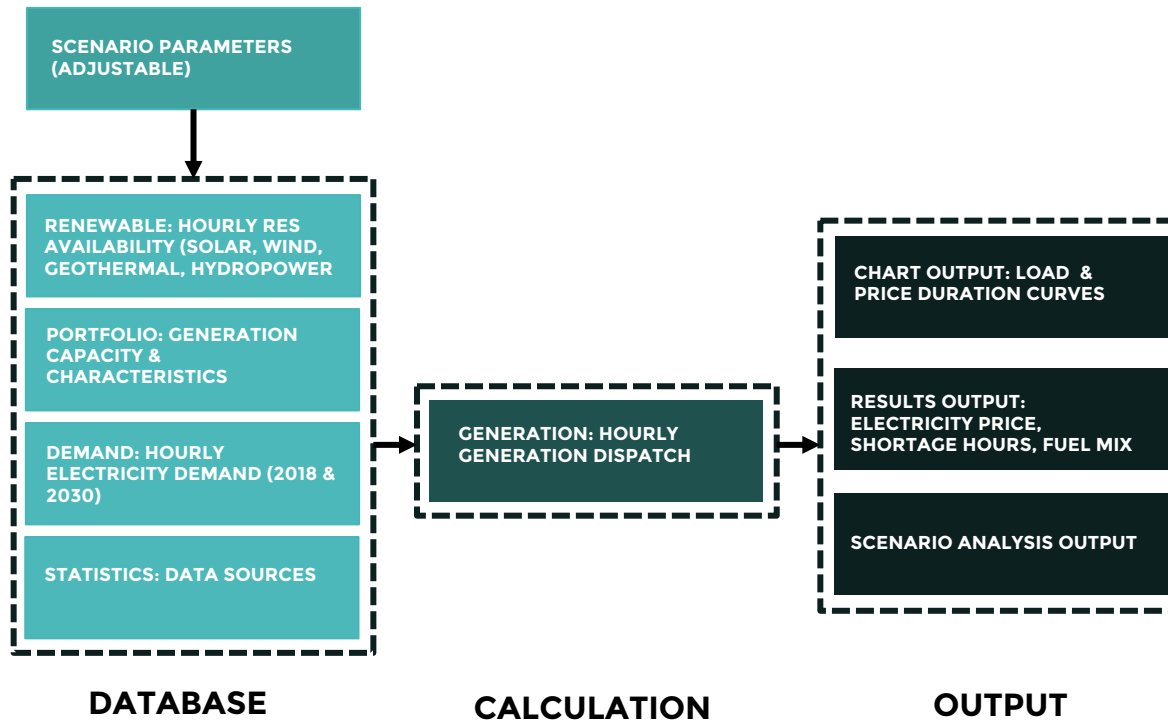 SCENARIO PARAMETERS
(ADJUSTABLE)
RENEWABLE: HOURLY RES
AVAILABILITY (SOLAR, WIND,
GEOTHERMAL, HYDROPOWER
PORTFOLIO: GENERATION
CAPACITY &
CHARACTERISTICS
DEMAND: HOURLY
ELECTRICITY DEMAND (2018 &
2030)
STATISTICS: DATA SOURCES
DATABASE
GENERATION: HOURLY
GENERATION DISPATCH
CALCULATION
CHART OUTPUT: LOAD &
PRICE DURATION CURVES
RESULTS OUTPUT:
ELECTRICITY PRICE,
SHORTAGE HOURS, FUEL MIX
SCENARIO ANALYSIS OUTPUT
OUTPUT